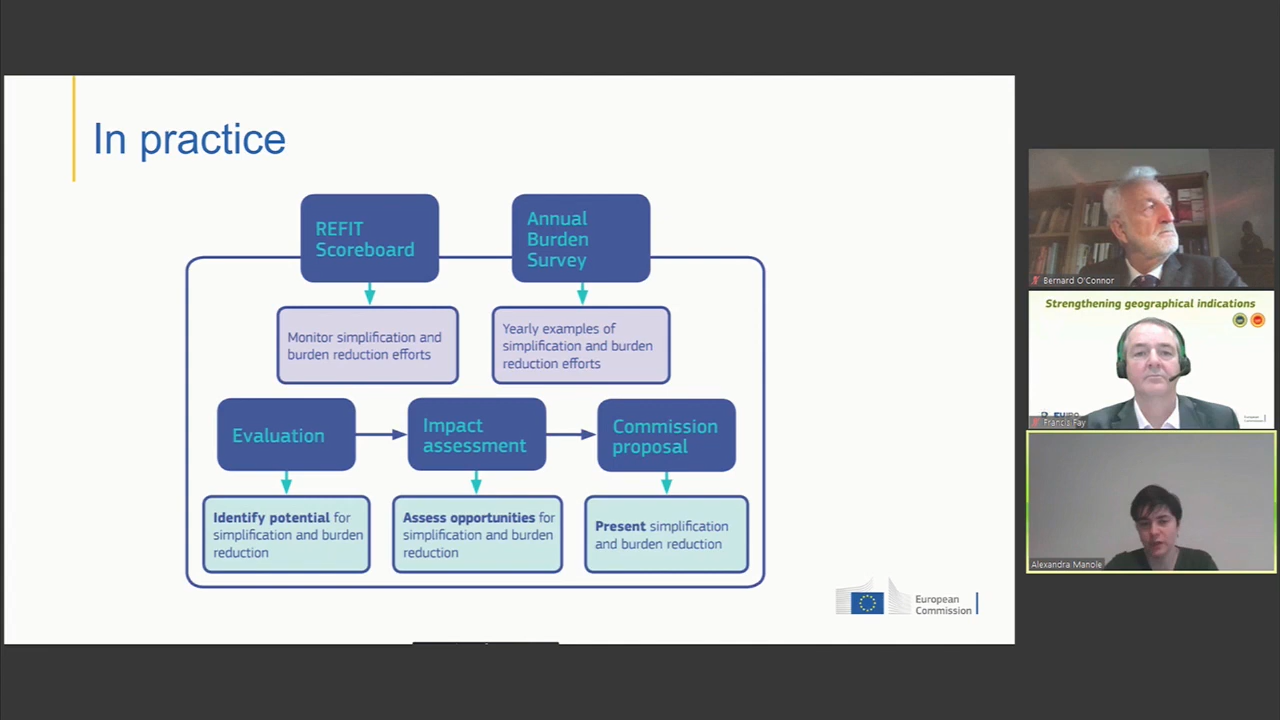 In practice
REFIT
Scoreboard
Annual
Burden
Survey
Monitor simplification and
burden reduction efforts
Yearly examples of
simplification and burden
reduction efforts
Evaluation
Impact
assessment
Commission
proposal
Identify potential for
simplification and burden
reduction
Assess opportunities for
simplification and burden
reduction
Present simplification
and burden reduction
European
Commission
Bernard O'Connor
Strengthening geographical indications
Francis Fay
Alexandra Manole